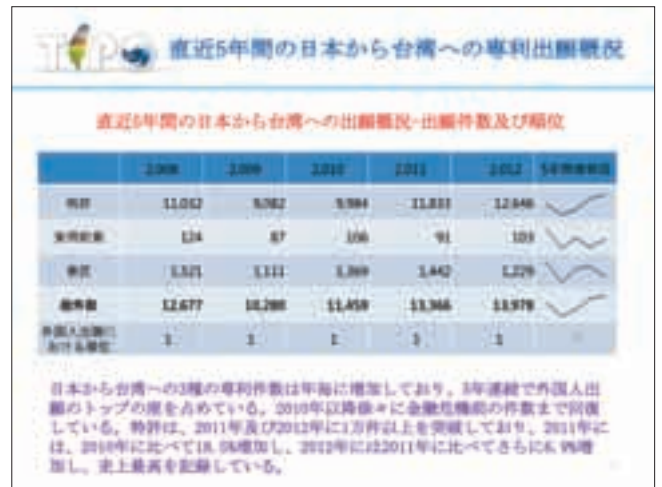 TIPO 直近5年間の日本から台湾への専利出願概況
直近5年間の日本から台湾への出願概況-出願件数及び順位
2,008 2,009 2,010 2,011 2,012
特許 11,032 9,082 9,984 11,833 12,646
実用新案 124 87 106 91 103
意匠 1,521 1,111 1,369 1,442 1,229
総件数 12,677 10,280 11,459 13,366 13,978
外国人出願に
おける順位 1 1 1 1 1
日本から台湾への3種の専利件数は年毎に増加しており、5年連続で外国人出
願のトップの座を占めている。2010年以降徐々に金融危機前の件数まで回復
している。特許は、2011年及び2012年に1万件以上を突破しており、2011年に
は、2010年に比べて18.5%増加し、2012年には2011年に比べてさらに6.9%増
加し、史上最高を記録している。